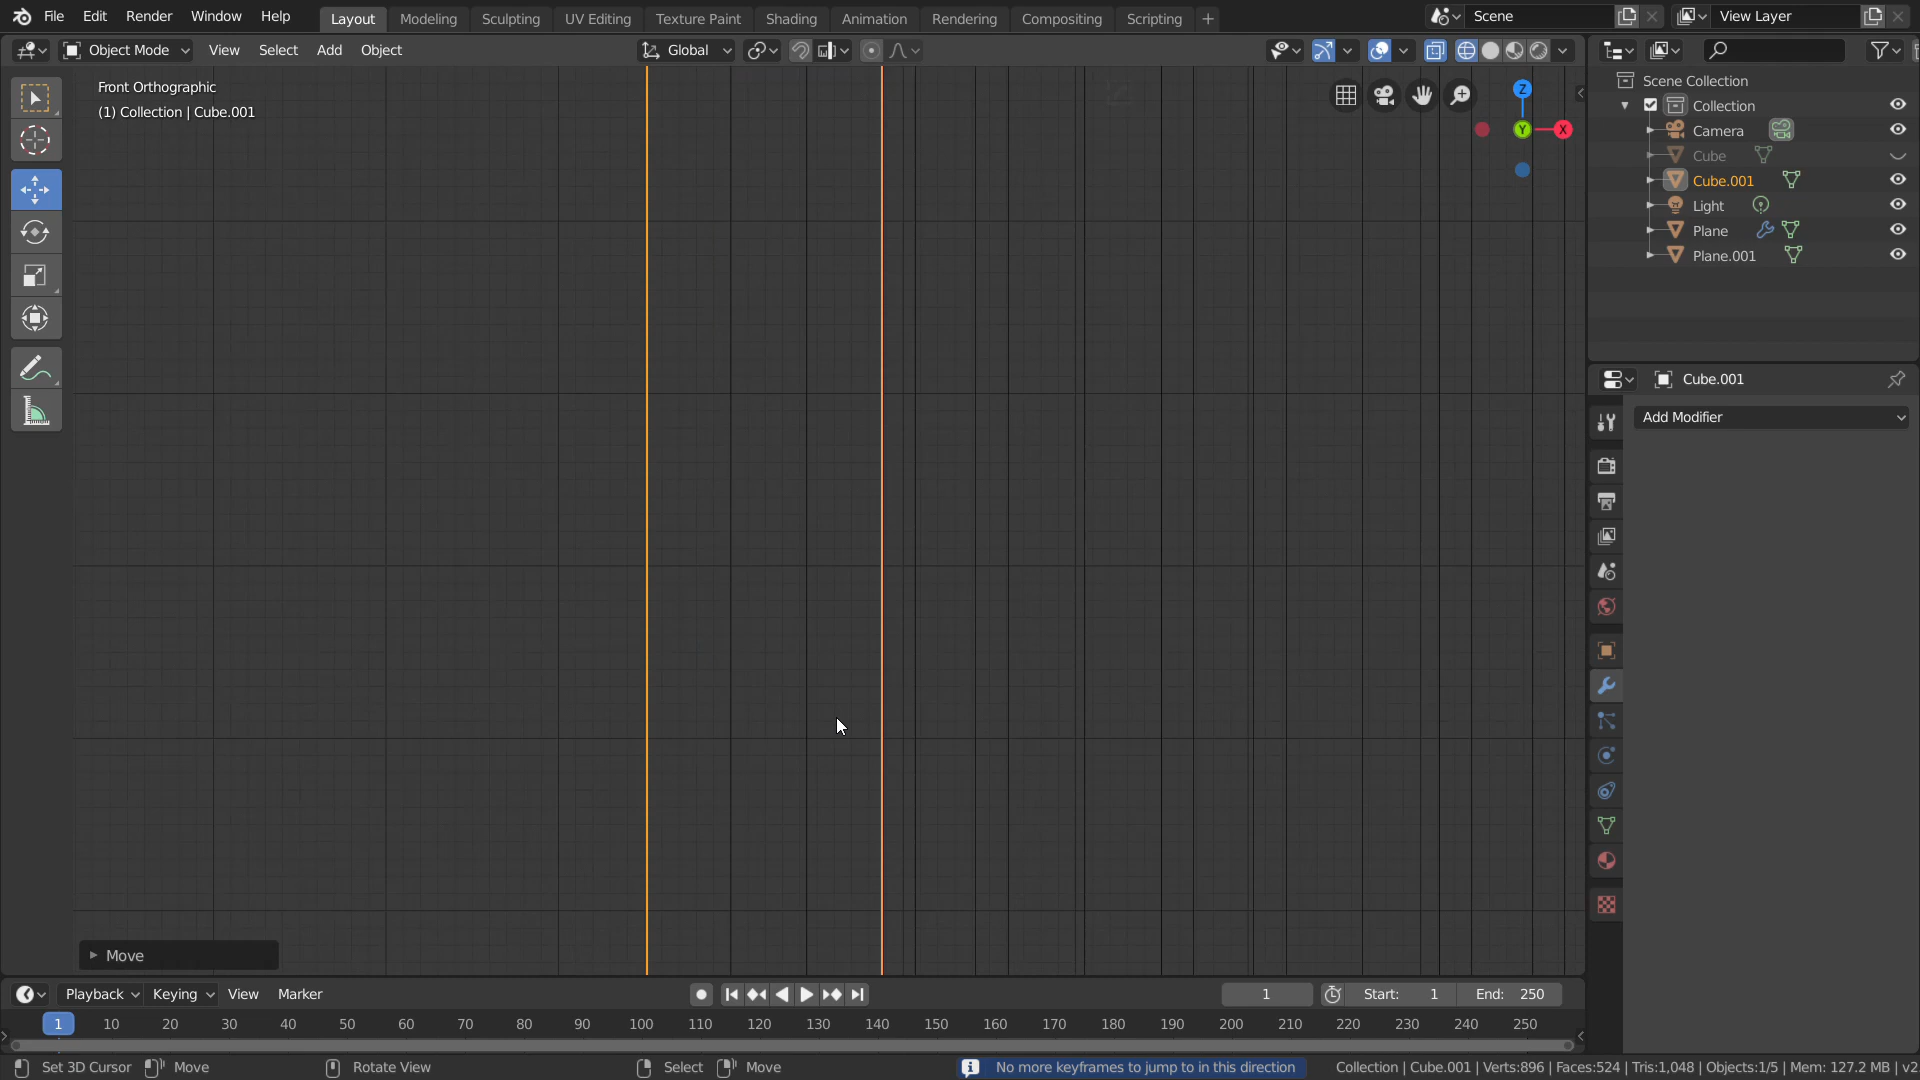 File Edit Render Window Help Layout Modeling Sculpting UV Editing Texture Paint Shading Animation Rendering Compositing Scripting + Scene View Layer
Object Mode View Select Add Object Global
Front Orthographic
(1) Collection | Cube.001
Z
Y
X
Scene Collection
Collection
Camera
Cube
Cube.001
Light
Plane
Plane.001
Cube.001
Add Modifier
Move
Playback Keying View Marker 1 Start: 1 End: 250
1 10 20 30 40 50 60 70 80 90 100 110 120 130 140 150 160 170 180 190 200 210 220 230 240 250
Set 3D Cursor Move Rotate View Select Move No more keyframes to jump to in this direction Collection | Cube.001 | Verts:896 | Faces:524 | Tris:1,048 | Objects:1/5 | Mem: 127.2 MB | v2